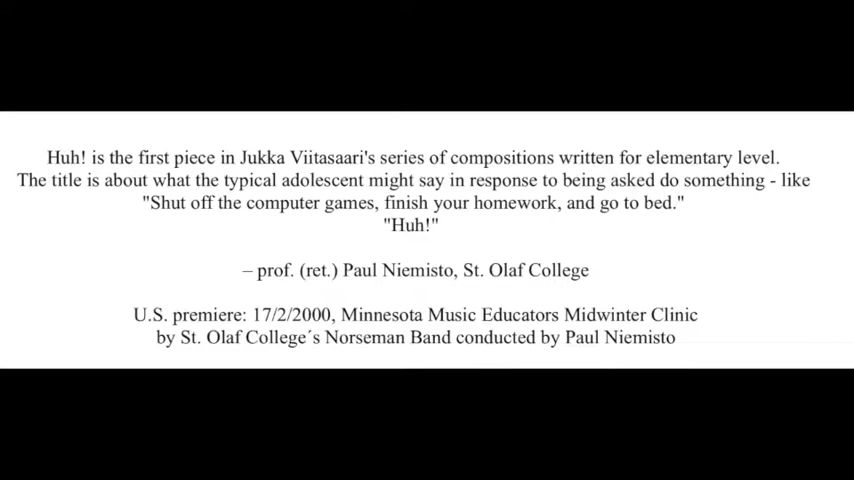 Huh! is the first piece in Jukka Viitasaari's series of compositions written for elementary level.
The title is about what the typical adolescent might say in response to being asked do something - like
"Shut off the computer games, finish your homework, and go to bed."
"Huh!"
– prof. (ret.) Paul Niemisto, St. Olaf College
U.S. premiere: 17/2/2000, Minnesota Music Educators Midwinter Clinic
by St. Olaf College´s Norseman Band conducted by Paul Niemisto